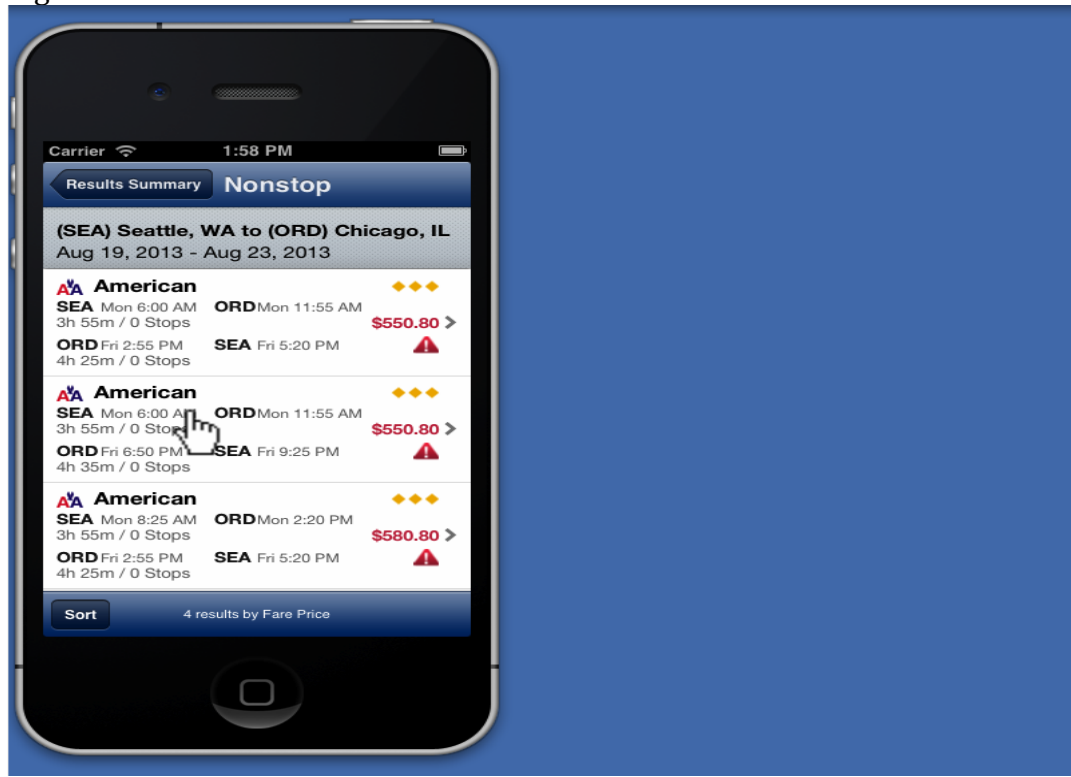 Carrier 1:58 PM
Results Summary Nonstop
(SEA) Seattle, WA to (ORD) Chicago, IL
Aug 19, 2013 - Aug 23, 2013
AA American
SEA Mon 6:00 AM ORD Mon 11:55 AM
3h 55m / 0 Stops $550.80
ORD Fri 2:55 PM SEA Fri 5:20 PM
4h 25m / 0 Stops
AA American
SEA Mon 6:00 AM ORD Mon 11:55 AM
3h 55m / 0 Stops $550.80
ORD Fri 6:50 PM SEA Fri 9:25 PM
4h 35m / 0 Stops
AA American
SEA Mon 8:25 AM ORD Mon 2:20 PM
3h 55m / 0 Stops $580.80
ORD Fri 2:55 PM SEA Fri 5:20 PM
4h 25m / 0 Stops
Sort 4 results by Fare Price